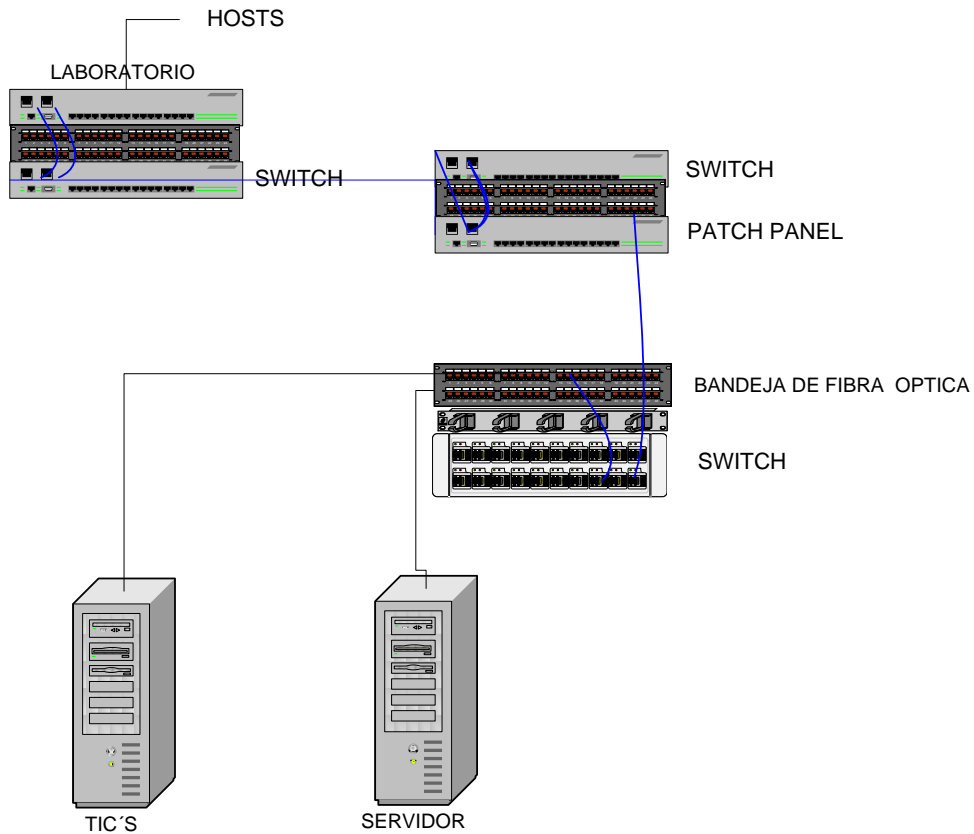 HOSTS
LABORATORIO
SWITCH
SWITCH
PATCH PANEL
BANDEJA DE FIBRA OPTICA
SWITCH
TIC´S
SERVIDOR